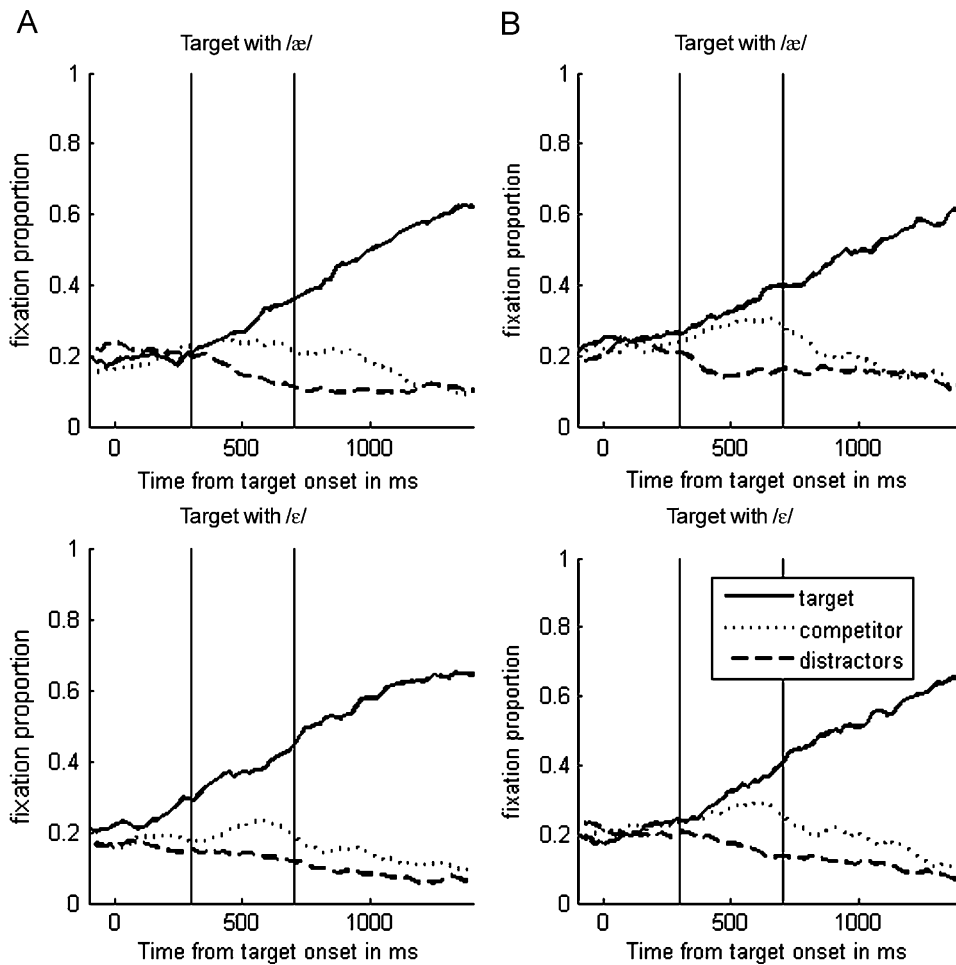 A
Target with /æ/
1
0.8
0.6
0.4
0.2
0
fixation proportion
0 500 1000
Time from target onset in ms
B
Target with /æ/
1
0.8
0.6
0.4
0.2
0
fixation proportion
0 500 1000
Time from target onset in ms
Target with /ɛ/
1
0.8
0.6
0.4
0.2
0
fixation proportion
0 500 1000
Time from target onset in ms
Target with /ɛ/
1
0.8
0.6
0.4
0.2
0
fixation proportion
target
competitor
distractors
0 500 1000
Time from target onset in ms